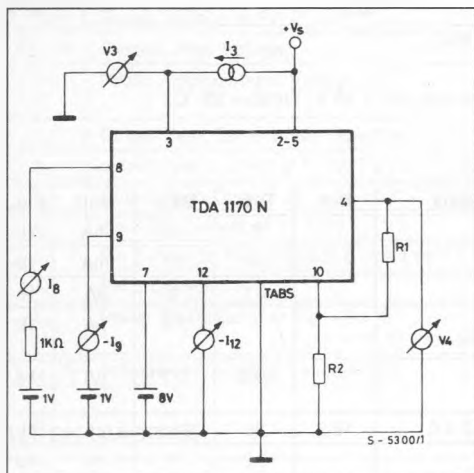 +Vs
V3
I3
3
2-5
8
TDA 1170 N
4
9
R1
7
12
TABS
10
I8
-I9
-I12
V4
1KΩ
R2
1V
1V
8V
S - 5300/1